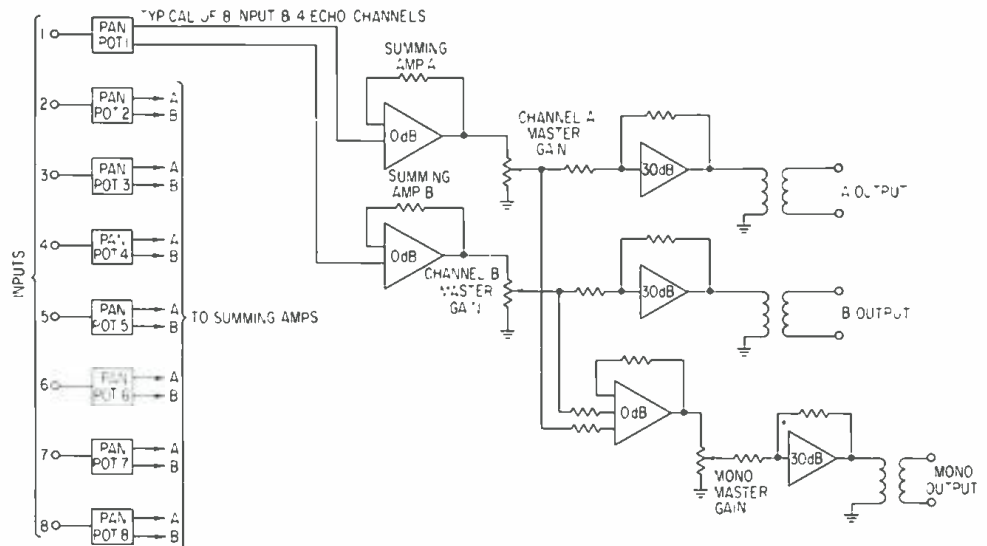 TYPICAL OF 8 INPUT & 4 ECHO CHANNELS
INPUTS
1
PAN
POT 1
2
PAN
POT 2
A
B
3
PAN
POT 3
A
B
4
PAN
POT 4
A
B
5
PAN
POT 5
A
B
6
PAN
POT 6
A
B
7
PAN
POT 7
A
B
8
PAN
POT 8
A
B
TO SUMMING AMPS
SUMMING
AMP A
0dB
SUMMING
AMP B
0dB
CHANNEL A
MASTER
GAIN
30dB
A OUTPUT
CHANNEL B
MASTER
GAIN
30dB
B OUTPUT
0dB
MONO
MASTER
GAIN
30dB
MONO
OUTPUT